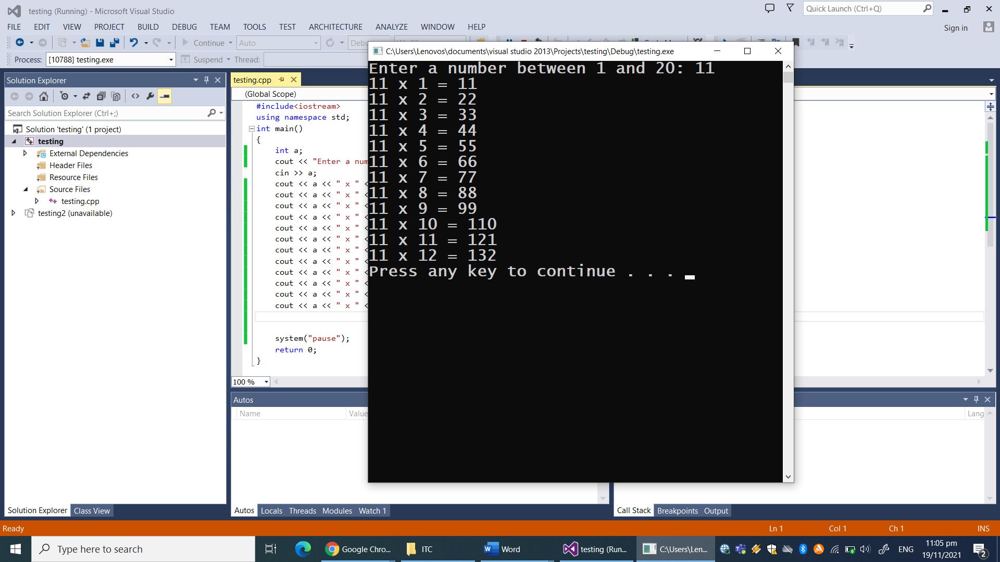 testing (Running) - Microsoft Visual Studio
Quick Launch (Ctrl+Q)
FILE EDIT VIEW PROJECT BUILD DEBUG TEAM TOOLS TEST ARCHITECTURE ANALYZE WINDOW HELP
Sign in
Continue Auto
Process: [10788] testing.exe Suspend Thread:
C:\Users\Lenovos\documents\visual studio 2013\Projects\testing\Debug\testing.exe
Enter a number between 1 and 20: 11
11 x 1 = 11
11 x 2 = 22
11 x 3 = 33
11 x 4 = 44
11 x 5 = 55
11 x 6 = 66
11 x 7 = 77
11 x 8 = 88
11 x 9 = 99
11 x 10 = 110
11 x 11 = 121
11 x 12 = 132
Press any key to continue . . .
Solution Explorer
Search Solution Explorer (Ctrl+;)
Solution 'testing' (1 project)
testing
External Dependencies
Header Files
Resource Files
Source Files
testing.cpp
testing2 (unavailable)
Solution Explorer Class View
testing.cpp
(Global Scope)
#include<iostream>
using namespace std;
int main()
{
int a;
cout << "Enter a num
cin >> a;
cout << a << " x " <
cout << a << " x " <
cout << a << " x " <
cout << a << " x " <
cout << a << " x " <
cout << a << " x " <
cout << a << " x " <
cout << a << " x " <
cout << a << " x " <
cout << a << " x " <
cout << a << " x " <
cout << a << " x " <
system("pause");
return 0;
}
100 %
Autos
Name Value
Lang
Autos Locals Threads Modules Watch 1
Call Stack Breakpoints Output
Ready
Ln 1 Col 1 Ch 1 INS
Type here to search
Google Chro...
ITC
Word
testing (Run...
C:\Users\Len...
ENG
11:05 pm
19/11/2021
2